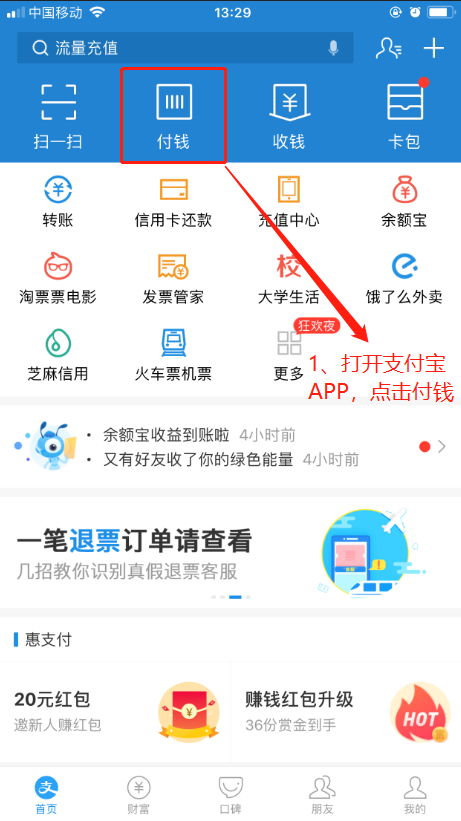 中国移动 13:29
流量充值
扫一扫 付钱 收钱 卡包
转账 信用卡还款 充值中心 余额宝
校
淘票票电影 发票管家 大学生活 饿了么外卖
狂欢夜
芝麻信用 火车票机票 更多
1、打开支付宝
APP，点击付钱
· 余额宝收益到账啦 4小时前
· 又有好友收了你的绿色能量 4小时前
一笔退票订单请查看
几招教你识别真假退票客服
惠支付
20元红包 赚钱红包升级
邀新人赚红包 36份赏金到手
HOT
支
首页 财富 口碑 朋友 我的